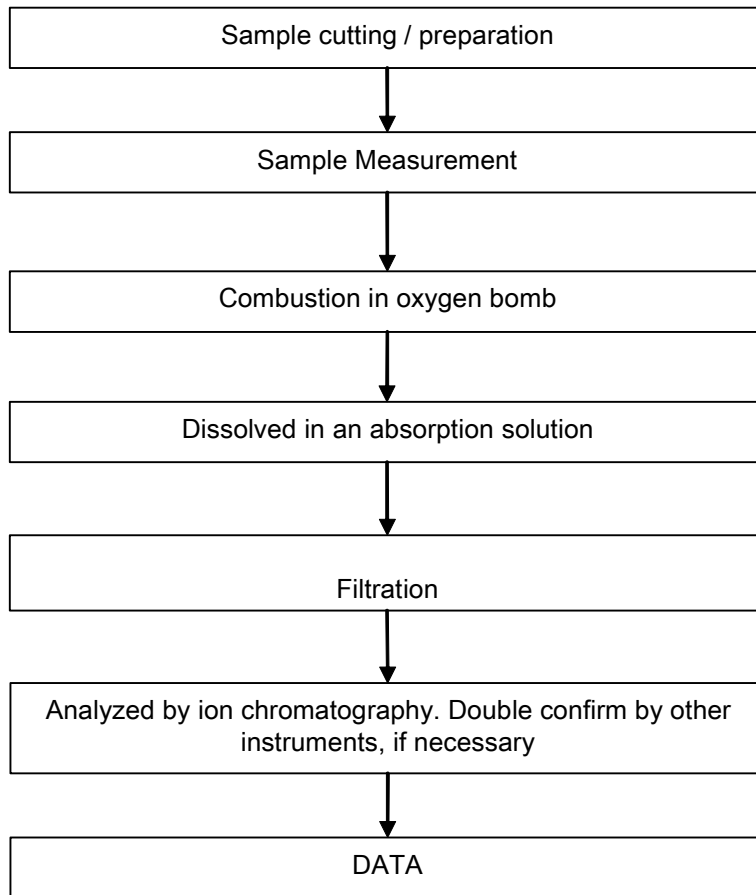 Sample cutting / preparation
Sample Measurement
Combustion in oxygen bomb
Dissolved in an absorption solution
Filtration
Analyzed by ion chromatography. Double confirm by other
instruments, if necessary
DATA